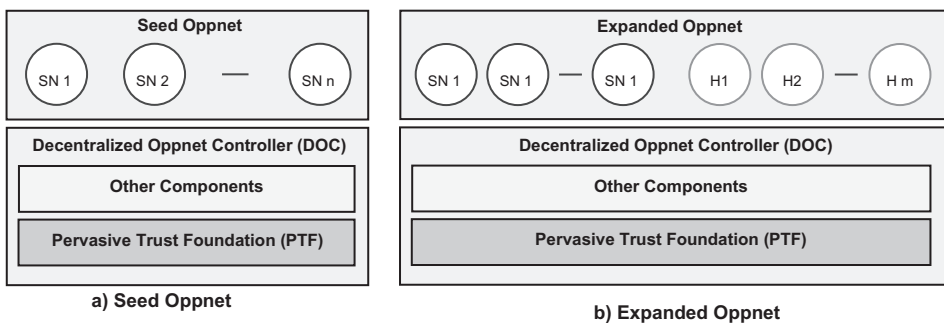 Seed Oppnet
SN 1 SN 2 — SN n
Decentralized Oppnet Controller (DOC)
Other Components
Pervasive Trust Foundation (PTF)
a) Seed Oppnet
Expanded Oppnet
SN 1 SN 1 — SN 1 H1 H2 — H m
Decentralized Oppnet Controller (DOC)
Other Components
Pervasive Trust Foundation (PTF)
b) Expanded Oppnet